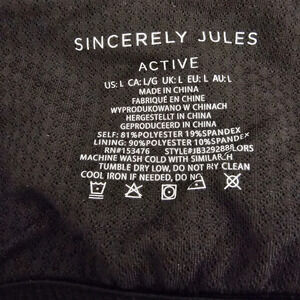 SINCERELY JULES
ACTIVE
US: L CA: L/G UK: L EU: L AU: L
MADE IN CHINA
FABRIQUÉ EN CHINE
WYPRODUKOWANO W CHINACH
HERGESTELLT IN CHINA
GEPRODUCEERD IN CHINA
SELF: 81%POLYESTER 19%SPANDEX
LINING: 90%POLYESTER 10%SPANDEX
RN#153476
MACHINE WASH COLD WITH SIMILAR
TUMBLE DRY LOW, DO NOT DRY CLEAN
COOL IRON IF NEEDED, DO NO